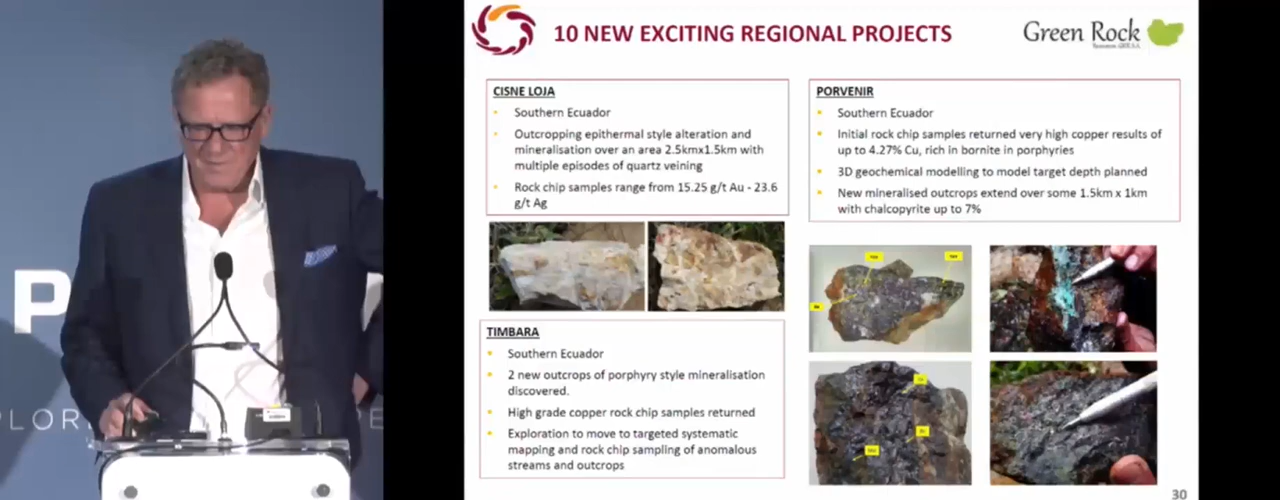 10 NEW EXCITING REGIONAL PROJECTS
Green Rock
CISNE LOJA
Southern Ecuador
Outcropping epithermal style alteration and
mineralisation over an area 2.5kmx1.5km with
multiple episodes of quartz veining
Rock chip samples range from 15.25 g/t Au - 23.6
g/t Ag
TIMBARA
Southern Ecuador
2 new outcrops of porphyry style mineralisation
discovered.
High grade copper rock chip samples returned
Exploration to move to targeted systematic
mapping and rock chip sampling of anomalous
streams and outcrops
PORVENIR
Southern Ecuador
Initial rock chip samples returned very high copper results of
up to 4.27% Cu, rich in bornite in porphyries
3D geochemical modelling to model target depth planned
New mineralised outcrops extend over some 1.5km x 1km
with chalcopyrite up to 7%
30
P
PLOR